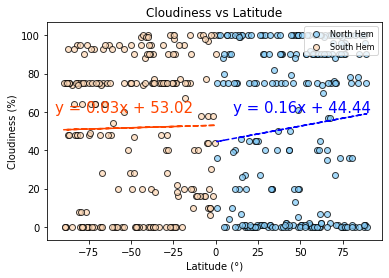 Cloudiness vs Latitude
North Hem
South Hem
y = 0.03x + 53.02
y = 0.16x + 44.44
Cloudiness (%)
100
80
60
40
20
0
−75
−50
−25
0
25
50
75
Latitude (°)